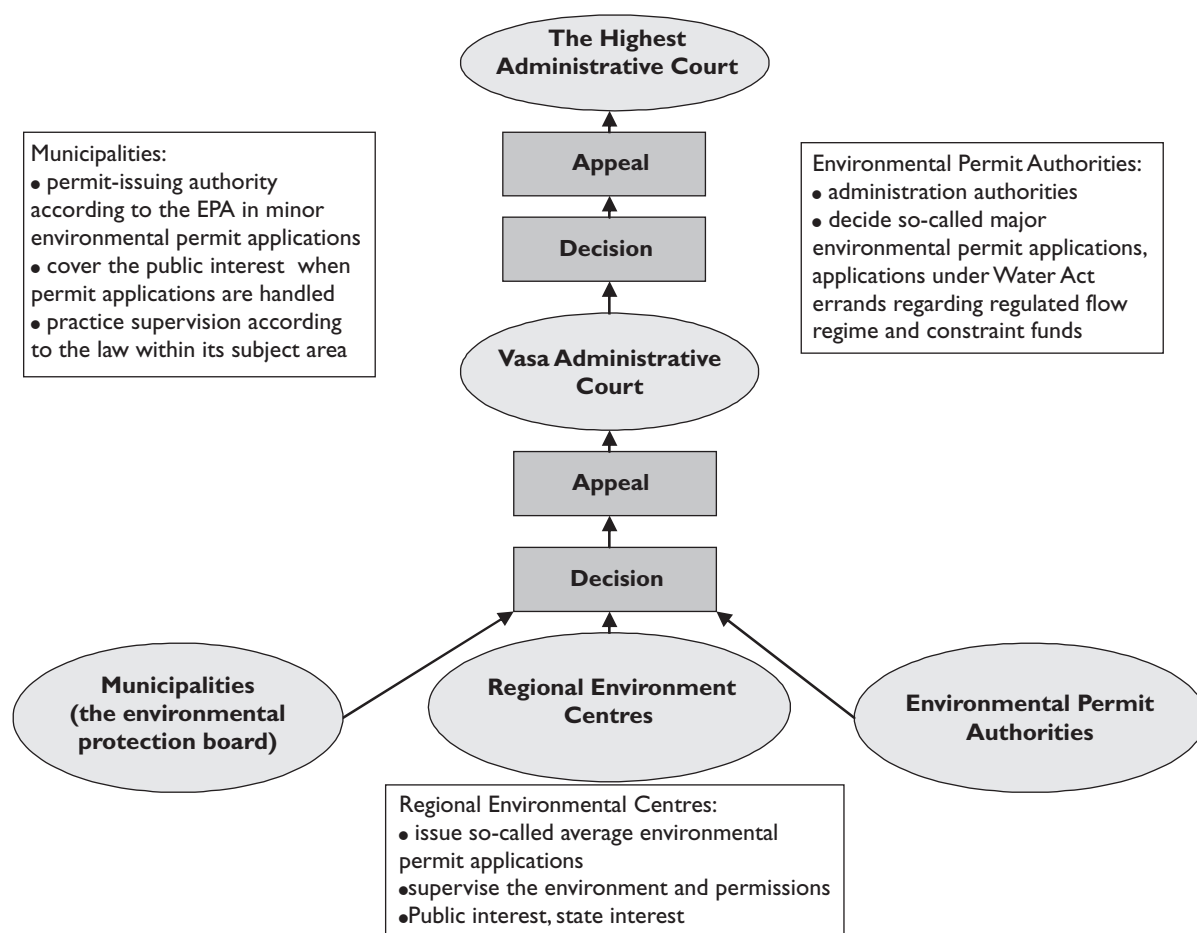 The Highest
Administrative Court
Appeal
Decision
Municipalities:
• permit-issuing authority
according to the EPA in minor
environmental permit applications
• cover the public interest when
permit applications are handled
• practice supervision according
to the law within its subject area
Environmental Permit Authorities:
• administration authorities
• decide so-called major
environmental permit applications,
applications under Water Act
errands regarding regulated flow
regime and constraint funds
Vasa Administrative
Court
Appeal
Decision
Municipalities
(the environmental
protection board)
Regional Environment
Centres
Environmental Permit
Authorities
Regional Environmental Centres:
• issue so-called average environmental
permit applications
•supervise the environment and permissions
•Public interest, state interest